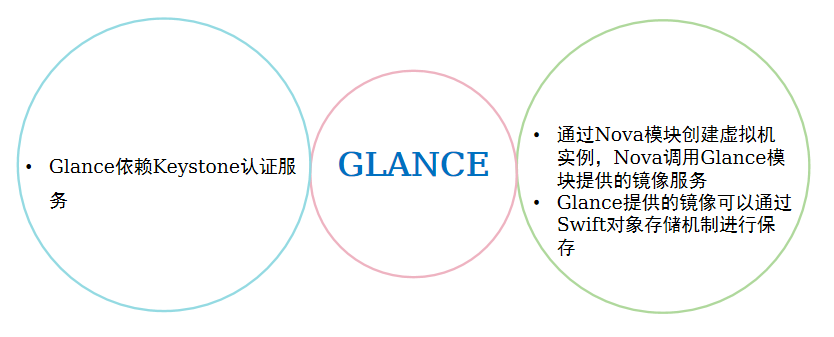 • Glance依赖Keystone认证服
务
GLANCE
• 通过Nova模块创建虚拟机
实例，Nova调用Glance模
块提供的镜像服务
• Glance提供的镜像可以通过
Swift对象存储机制进行保
存